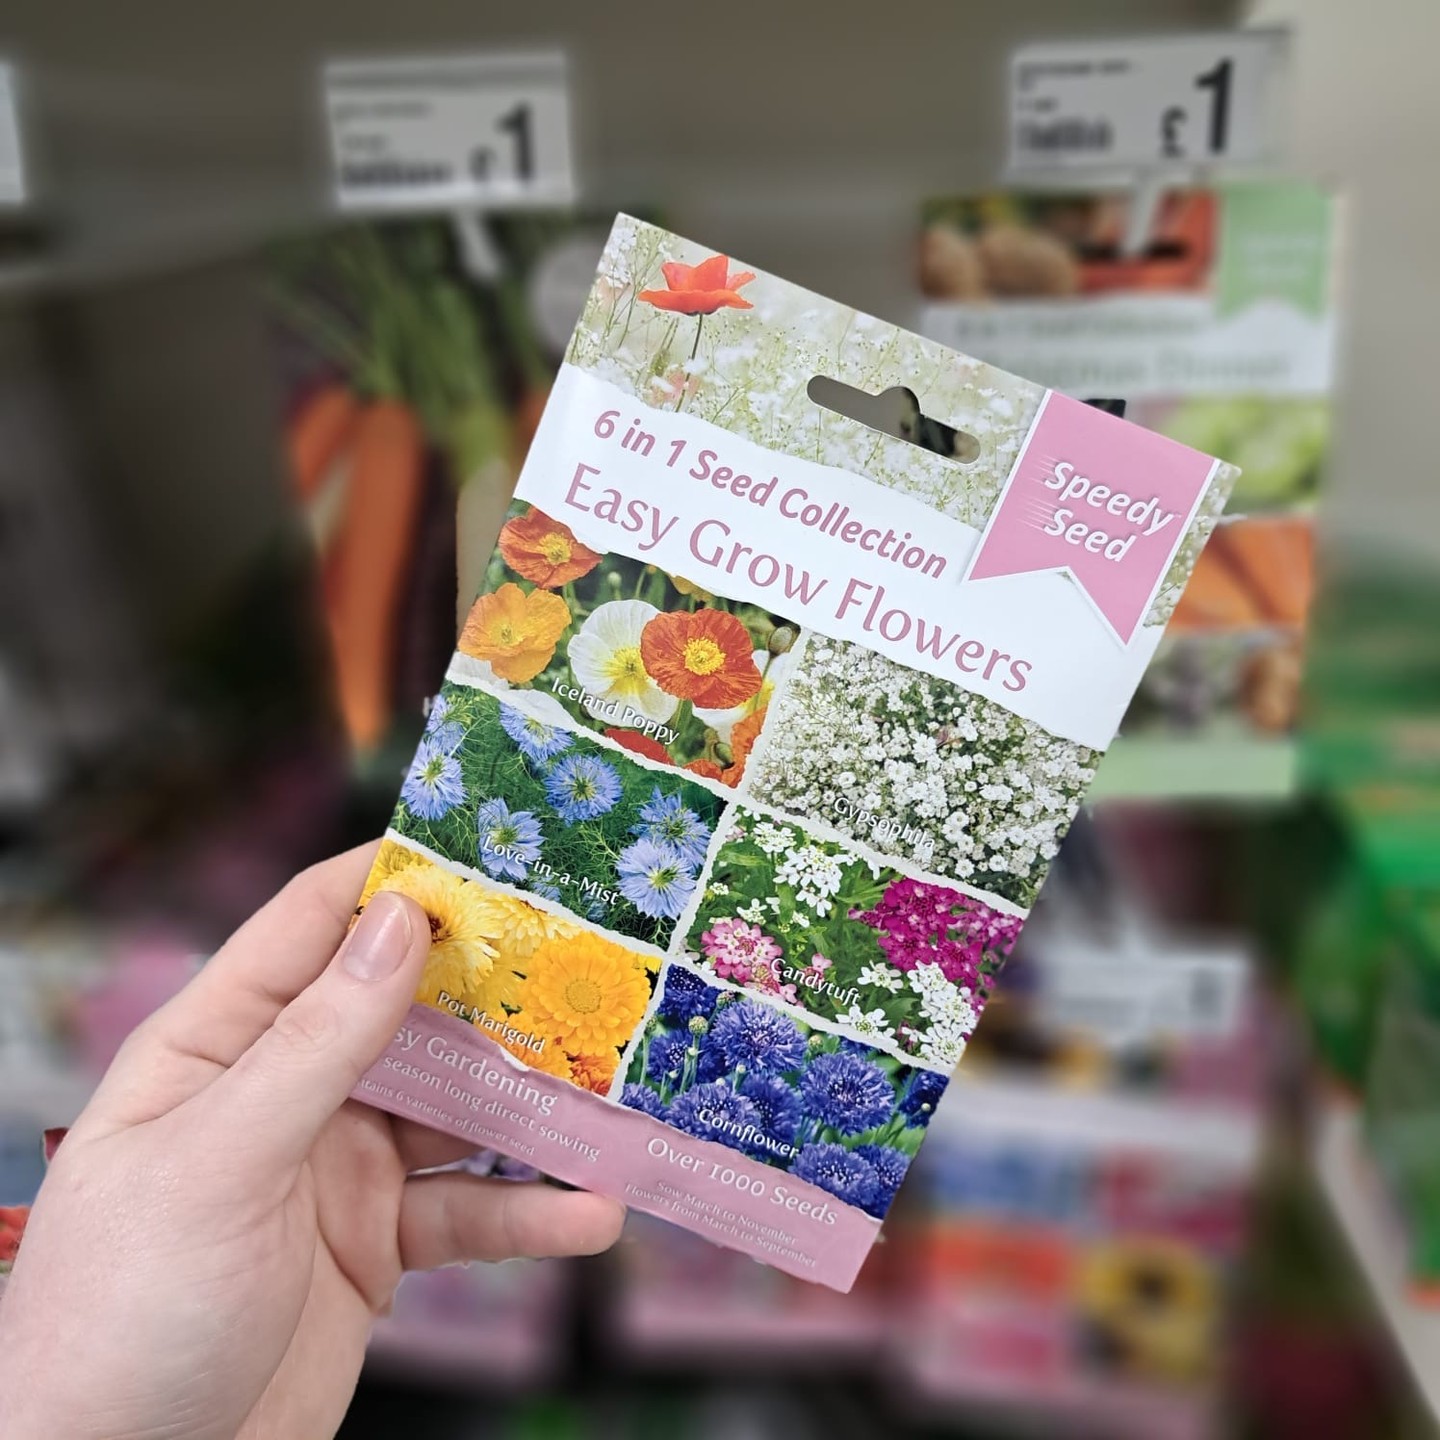 £1
£1
6 in 1 Seed Collection
Easy Grow Flowers
Speedy
Seed
Iceland Poppy
Gypsophila
Love-in-a-Mist
Candytuft
Pot Marigold
Cornflower
sy Gardening
season long direct sowing
tains 6 varieties of flower seed
Over 1000 Seeds
Sow March to November
Flowers from March to September